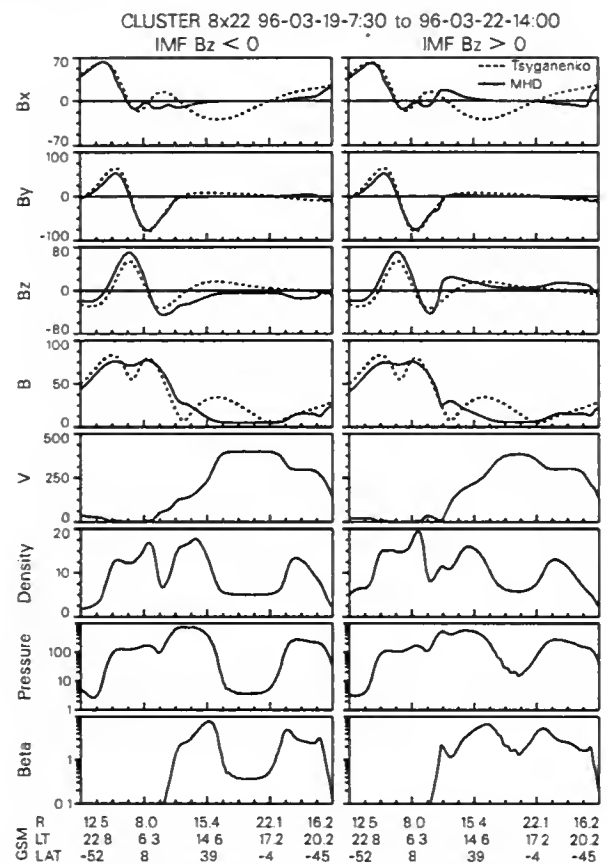 CLUSTER 8x22 96-03-19-7:30 to 96-03-22-14:00
IMF Bz < 0 IMF Bz > 0
Tsyganenko
MHD
Bx 70 0 -70
By 100 0 -100
Bz 80 0 -80
B 100 50 0
V 500 250 0
Density 20 10 0
Pressure 100 10 1
Beta 1 0.1
R 12.5 8.0 15.4 22.1 16.2 12.5 8.0 15.4 22.1 16.2
GSM LT 22.8 6.3 14.6 17.2 20.2 22.8 6.3 14.6 17.2 20.2
LAT -52 8 39 -4 -45 -52 8 39 -4 -45